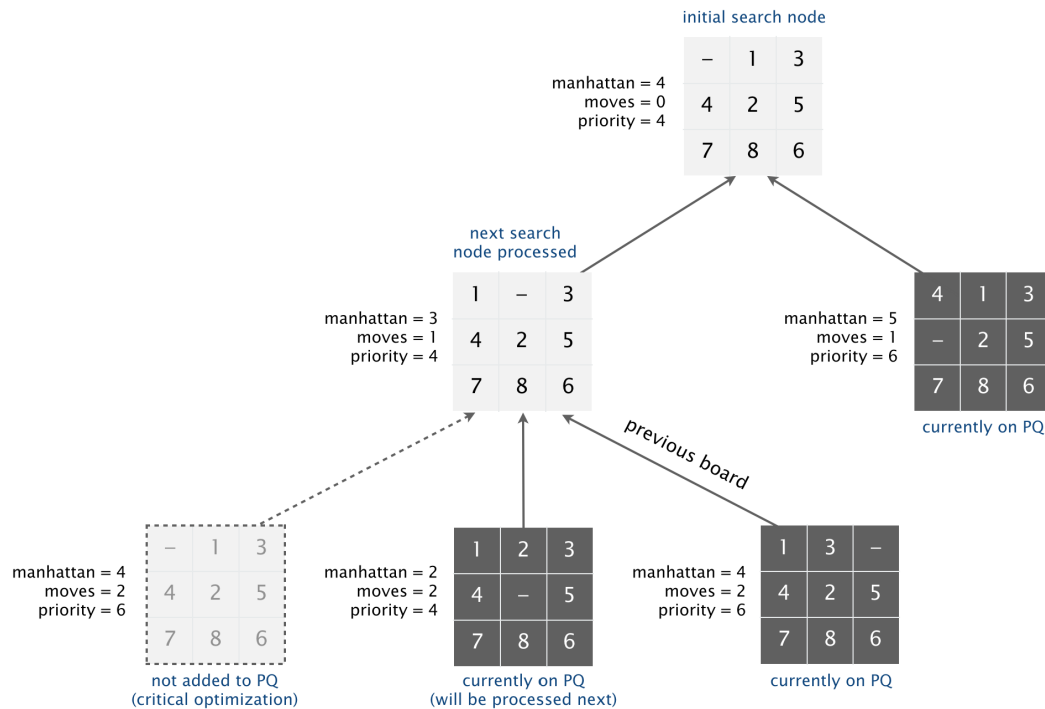 initial search node
manhattan = 4
moves = 0
priority = 4
– 1 3
4 2 5
7 8 6
next search
node processed
manhattan = 3
moves = 1
priority = 4
1 – 3
4 2 5
7 8 6
manhattan = 5
moves = 1
priority = 6
4 1 3
– 2 5
7 8 6
currently on PQ
previous board
manhattan = 4
moves = 2
priority = 6
– 1 3
4 2 5
7 8 6
not added to PQ
(critical optimization)
manhattan = 2
moves = 2
priority = 4
1 2 3
4 – 5
7 8 6
currently on PQ
(will be processed next)
manhattan = 4
moves = 2
priority = 6
1 3 –
4 2 5
7 8 6
currently on PQ